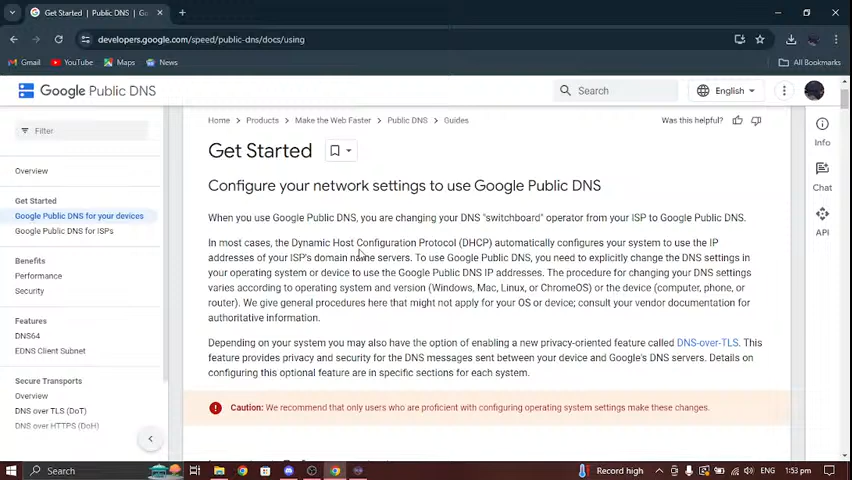 Get Started | Public DNS | Go
developers.google.com/speed/public-dns/docs/using
Gmail
YouTube
Maps
News
All Bookmarks
Google Public DNS
Search
English
Filter
Overview
Get Started
Google Public DNS for your devices
Google Public DNS for ISPs
Benefits
Performance
Security
Features
DNS64
EDNS Client Subnet
Secure Transports
Overview
DNS over TLS (DoT)
DNS over HTTPS (DoH)
Home > Products > Make the Web Faster > Public DNS > Guides
Was this helpful?
Get Started
Configure your network settings to use Google Public DNS
When you use Google Public DNS, you are changing your DNS "switchboard" operator from your ISP to Google Public DNS.
In most cases, the Dynamic Host Configuration Protocol (DHCP) automatically configures your system to use the IP
addresses of your ISP's domain name servers. To use Google Public DNS, you need to explicitly change the DNS settings in
your operating system or device to use the Google Public DNS IP addresses. The procedure for changing your DNS settings
varies according to operating system and version (Windows, Mac, Linux, or ChromeOS) or the device (computer, phone, or
router). We give general procedures here that might not apply for your OS or device; consult your vendor documentation for
authoritative information.
Depending on your system you may also have the option of enabling a new privacy-oriented feature called DNS-over-TLS. This
feature provides privacy and security for the DNS messages sent between your device and Google's DNS servers. Details on
configuring this optional feature are in specific sections for each system.
Caution: We recommend that only users who are proficient with configuring operating system settings make these changes.
Info
Chat
API
Search
Record high
ENG
1:53 pm